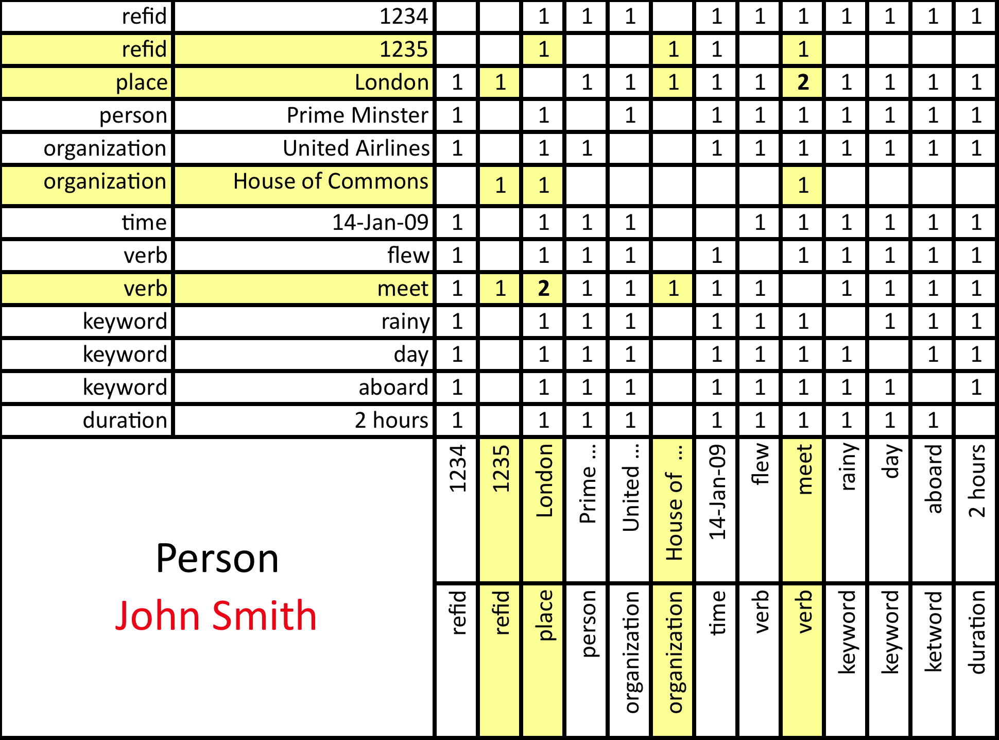 refid 1234 1 1 1 1 1 1 1 1 1 1
refid 1235 1 1 1 1
place London 1 1 1 1 1 1 1 2 1 1 1 1
person Prime Minster 1 1 1 1 1 1 1 1 1 1
organization United Airlines 1 1 1 1 1 1 1 1 1 1
organization House of Commons 1 1 1
time 14-Jan-09 1 1 1 1 1 1 1 1 1 1
verb flew 1 1 1 1 1 1 1 1 1 1
verb meet 1 1 2 1 1 1 1 1 1 1 1 1
keyword rainy 1 1 1 1 1 1 1 1 1 1
keyword day 1 1 1 1 1 1 1 1 1 1
keyword aboard 1 1 1 1 1 1 1 1 1 1
duration 2 hours 1 1 1 1 1 1 1 1 1 1
1234 1235 London Prime ... United ... House of ... 14-Jan-09 flew meet rainy day aboard 2 hours
refid refid place person organization organization time verb verb keyword keyword ketword duration
Person
John Smith